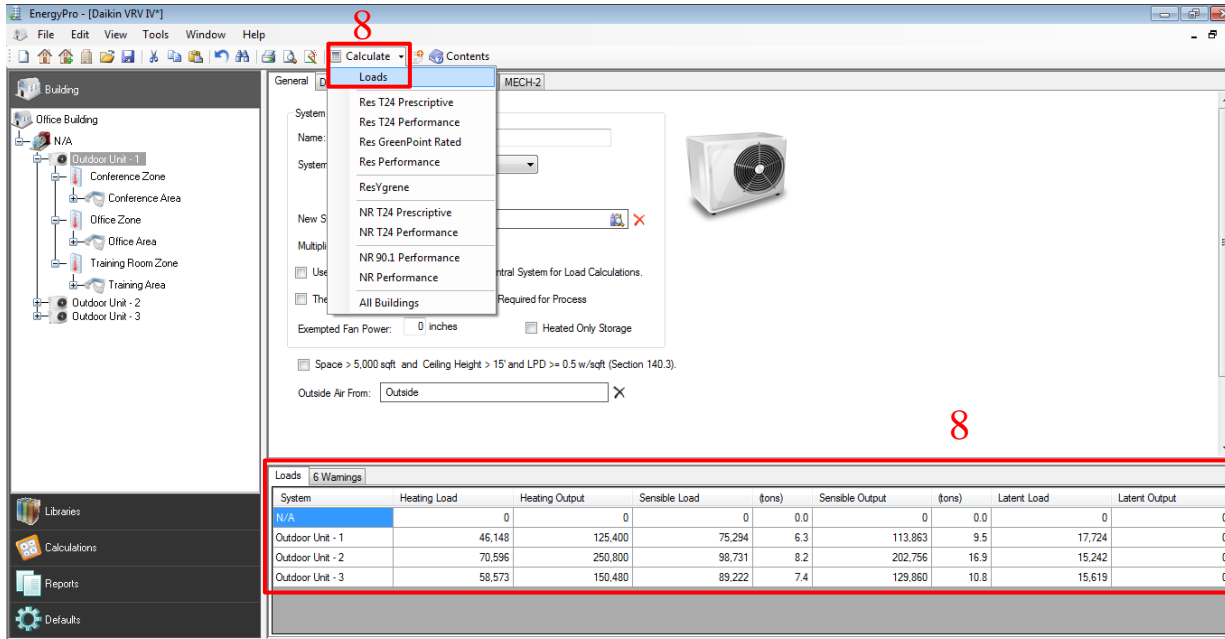 EnergyPro - [Daikin VRV IV*]
File Edit View Tools Window Help
8
Calculate Contents
Building
Office Building
N/A
Outdoor Unit - 1
Conference Zone
Conference Area
Office Zone
Office Area
Training Room Zone
Training Area
Outdoor Unit - 2
Outdoor Unit - 3
Libraries
Calculations
Reports
Defaults
General MECH-2
Loads
Res T24 Prescriptive
Res T24 Performance
Res GreenPoint Rated
Res Performance
ResYgrene
NR T24 Prescriptive
NR T24 Performance
NR 90.1 Performance
NR Performance
All Buildings
System
Name:
System
New S
Multipli
Use ntral System for Load Calculations.
The Required for Process
Exempted Fan Power: 0 inches Heated Only Storage
Space > 5,000 sqft and Ceiling Height > 15' and LPD >= 0.5 w/sqft (Section 140.3).
Outside Air From: Outside
8
Loads 6 Warnings
System Heating Load Heating Output Sensible Load (tons) Sensible Output (tons) Latent Load Latent Output
N/A 0 0 0 0.0 0 0.0 0 0
Outdoor Unit - 1 46,148 125,400 75,294 6.3 113,863 9.5 17,724 0
Outdoor Unit - 2 70,596 250,800 98,731 8.2 202,756 16.9 15,242 0
Outdoor Unit - 3 58,573 150,480 89,222 7.4 129,860 10.8 15,619 0